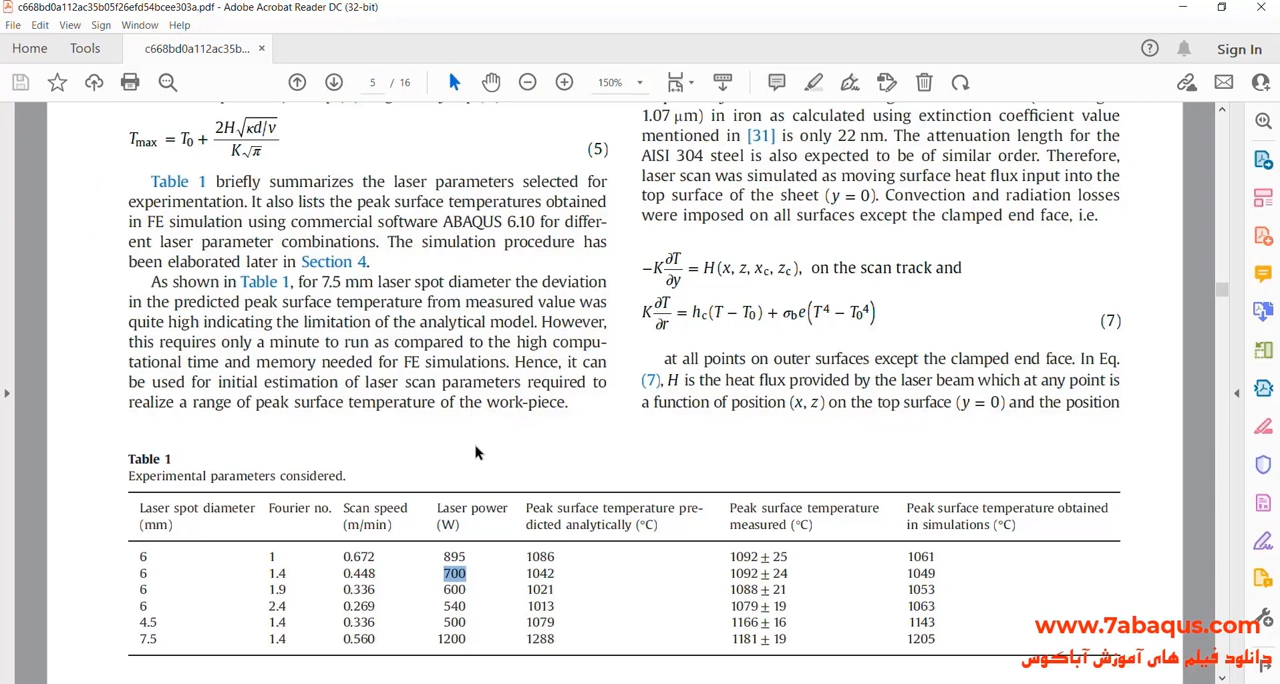 c668bd0a112ac35b05f26efd54bcee303a.pdf - Adobe Acrobat Reader DC (32-bit)
File Edit View Sign Window Help
Home Tools c668bd0a112ac35b... × Sign In
5 / 16 150%
T_max = T_0 + 2H√(κd/v) / K√π
(5)
Table 1 briefly summarizes the laser parameters selected for
experimentation. It also lists the peak surface temperatures obtained
in FE simulation using commercial software ABAQUS 6.10 for differ-
ent laser parameter combinations. The simulation procedure has
been elaborated later in Section 4.
As shown in Table 1, for 7.5 mm laser spot diameter the deviation
in the predicted peak surface temperature from measured value was
quite high indicating the limitation of the analytical model. However,
this requires only a minute to run as compared to the high compu-
tational time and memory needed for FE simulations. Hence, it can
be used for initial estimation of laser scan parameters required to
realize a range of peak surface temperature of the work-piece.
1.07 μm) in iron as calculated using extinction coefficient value
mentioned in [31] is only 22 nm. The attenuation length for the
AISI 304 steel is also expected to be of similar order. Therefore,
laser scan was simulated as moving surface heat flux input into the
top surface of the sheet (y = 0). Convection and radiation losses
were imposed on all surfaces except the clamped end face, i.e.
−K ∂T/∂y = H(x, z, x_c, z_c), on the scan track and
K ∂T/∂r = h_c(T − T_0) + σ_b e(T⁴ − T_0⁴)
(7)
at all points on outer surfaces except the clamped end face. In Eq.
(7), H is the heat flux provided by the laser beam which at any point is
a function of position (x, z) on the top surface (y = 0) and the position
Table 1
Experimental parameters considered.
Laser spot diameter Fourier no. Scan speed Laser power Peak surface temperature pre- Peak surface temperature Peak surface temperature obtained
(mm) (m/min) (W) dicted analytically (°C) measured (°C) in simulations (°C)
6 1 0.672 895 1086 1092 ± 25 1061
6 1.4 0.448 700 1042 1092 ± 24 1049
6 1.9 0.336 600 1021 1088 ± 21 1053
6 2.4 0.269 540 1013 1079 ± 19 1063
4.5 1.4 0.336 500 1079 1166 ± 16 1143
7.5 1.4 0.560 1200 1288 1181 ± 19 1205
www.7abaqus.com
دانلود فیلم های آموزش آباکوس